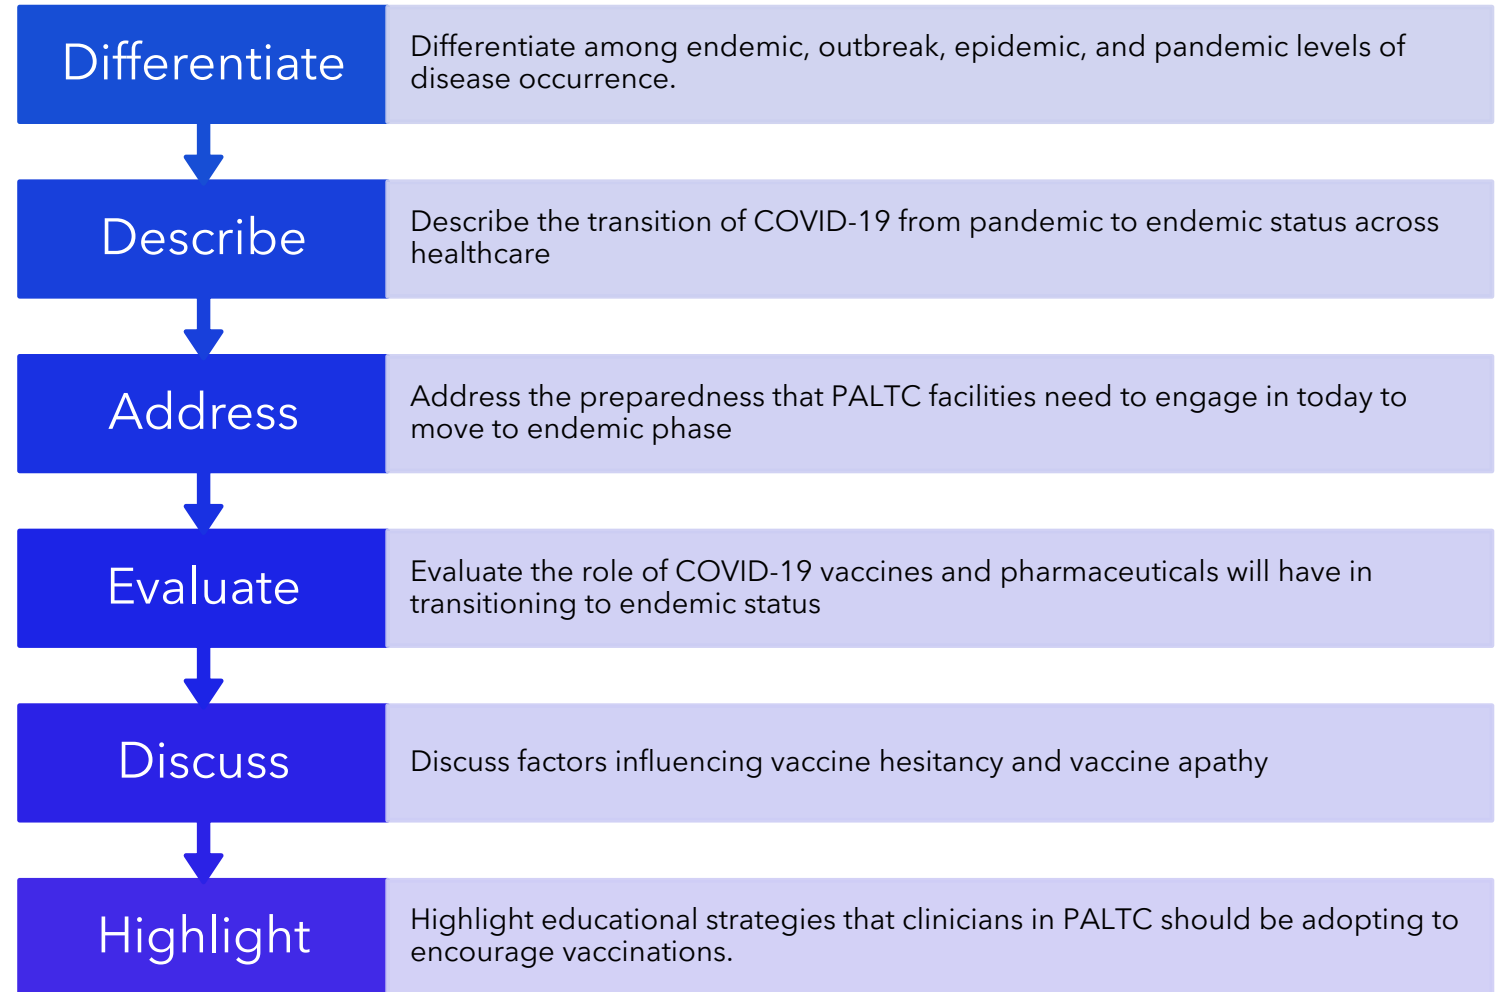 Differentiate
Differentiate among endemic, outbreak, epidemic, and pandemic levels of
disease occurrence.
Describe
Describe the transition of COVID-19 from pandemic to endemic status across
healthcare
Address
Address the preparedness that PALTC facilities need to engage in today to
move to endemic phase
Evaluate
Evaluate the role of COVID-19 vaccines and pharmaceuticals will have in
transitioning to endemic status
Discuss
Discuss factors influencing vaccine hesitancy and vaccine apathy
Highlight
Highlight educational strategies that clinicians in PALTC should be adopting to
encourage vaccinations.